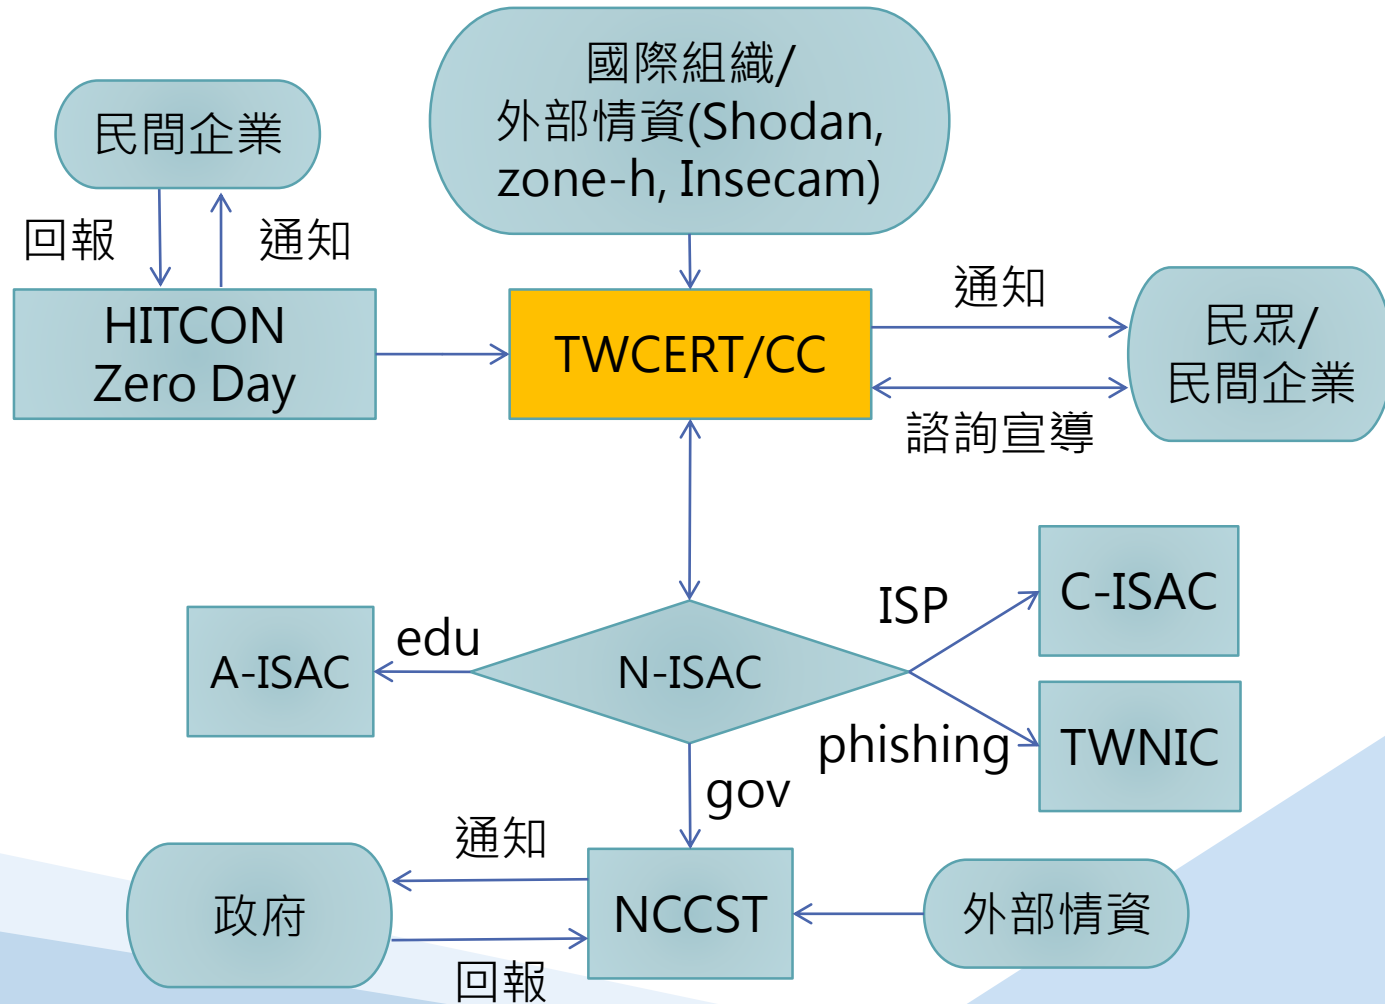 國際組織/
外部情資(Shodan,
zone-h, Insecam)
民間企業
回報
通知
HITCON
Zero Day
TWCERT/CC
通知
民眾/
民間企業
諮詢宣導
ISP
C-ISAC
edu
A-ISAC
N-ISAC
phishing
TWNIC
gov
通知
政府
NCCST
外部情資
回報